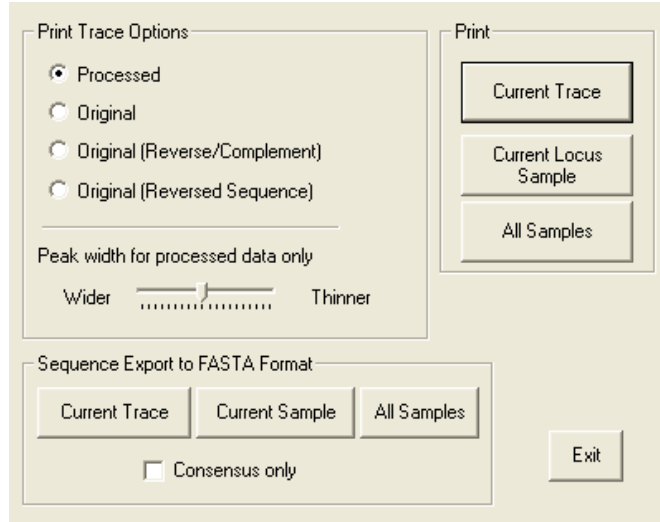 Print Trace Options
Processed
Original
Original (Reverse/Complement)
Original (Reversed Sequence)
Peak width for processed data only
Wider
Thinner
Print
Current Trace
Current Locus
Sample
All Samples
Sequence Export to FASTA Format
Current Trace
Current Sample
All Samples
Consensus only
Exit